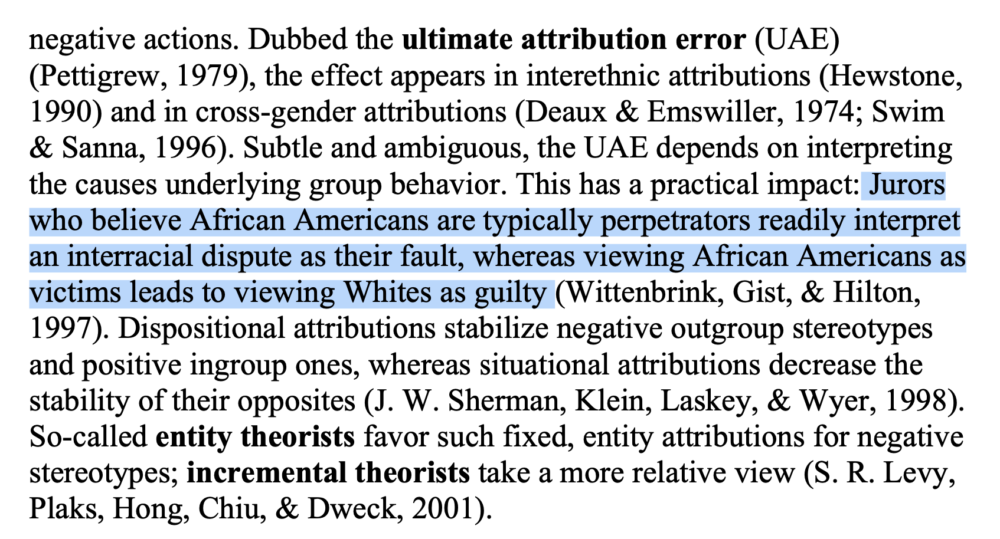 negative actions. Dubbed the ultimate attribution error (UAE)
(Pettigrew, 1979), the effect appears in interethnic attributions (Hewstone,
1990) and in cross-gender attributions (Deaux & Emswiller, 1974; Swim
& Sanna, 1996). Subtle and ambiguous, the UAE depends on interpreting
the causes underlying group behavior. This has a practical impact: Jurors
who believe African Americans are typically perpetrators readily interpret
an interracial dispute as their fault, whereas viewing African Americans as
victims leads to viewing Whites as guilty (Wittenbrink, Gist, & Hilton,
1997). Dispositional attributions stabilize negative outgroup stereotypes
and positive ingroup ones, whereas situational attributions decrease the
stability of their opposites (J. W. Sherman, Klein, Laskey, & Wyer, 1998).
So-called entity theorists favor such fixed, entity attributions for negative
stereotypes; incremental theorists take a more relative view (S. R. Levy,
Plaks, Hong, Chiu, & Dweck, 2001).